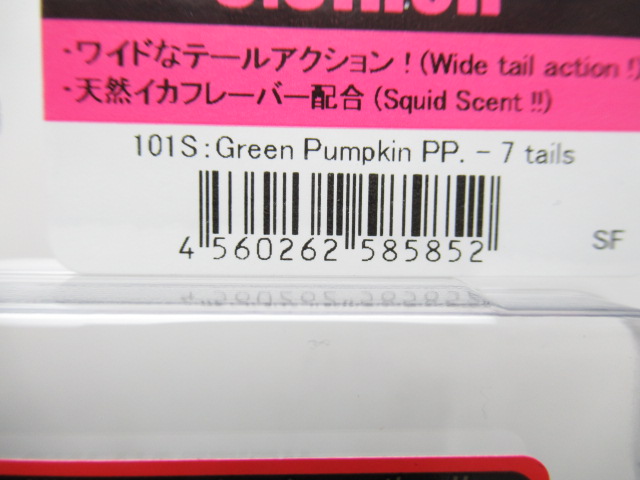 ・ワイドなテールアクション！(Wide tail action !!)
・天然イカフレーバー配合 (Squid Scent !!)
101S:Green Pumpkin PP. - 7 tails
4 560262 585852
SF